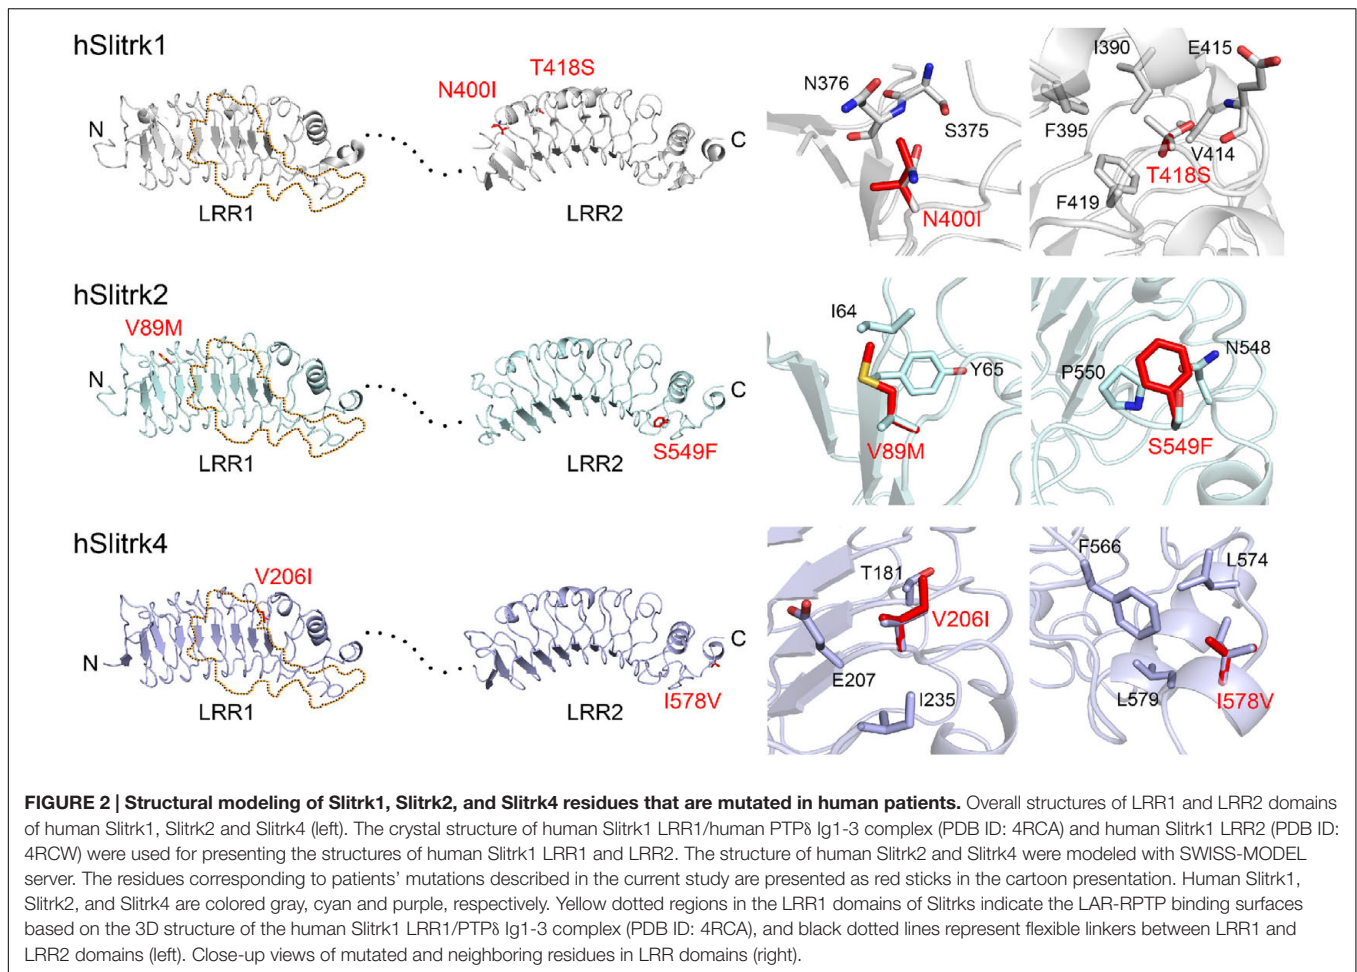 hSlitrk1
N400I
T418S
N
C
LRR1
LRR2
N376
S375
N400I
I390
E415
F395
V414
T418S
F419
hSlitrk2
V89M
N
C
S549F
LRR1
LRR2
I64
Y65
V89M
N548
P550
S549F
hSlitrk4
V206I
N
C
I578V
LRR1
LRR2
T181
V206I
E207
I235
F566
L574
L579
I578V
FIGURE 2 | Structural modeling of Slitrk1, Slitrk2, and Slitrk4 residues that are mutated in human patients. Overall structures of LRR1 and LRR2 domains
of human Slitrk1, Slitrk2 and Slitrk4 (left). The crystal structure of human Slitrk1 LRR1/human PTPδ Ig1-3 complex (PDB ID: 4RCA) and human Slitrk1 LRR2 (PDB ID:
4RCW) were used for presenting the structures of human Slitrk1 LRR1 and LRR2. The structure of human Slitrk2 and Slitrk4 were modeled with SWISS-MODEL
server. The residues corresponding to patients' mutations described in the current study are presented as red sticks in the cartoon presentation. Human Slitrk1,
Slitrk2, and Slitrk4 are colored gray, cyan and purple, respectively. Yellow dotted regions in the LRR1 domains of Slitrks indicate the LAR-RPTP binding surfaces
based on the 3D structure of the human Slitrk1 LRR1/PTPδ Ig1-3 complex (PDB ID: 4RCA), and black dotted lines represent flexible linkers between LRR1 and
LRR2 domains (left). Close-up views of mutated and neighboring residues in LRR domains (right).